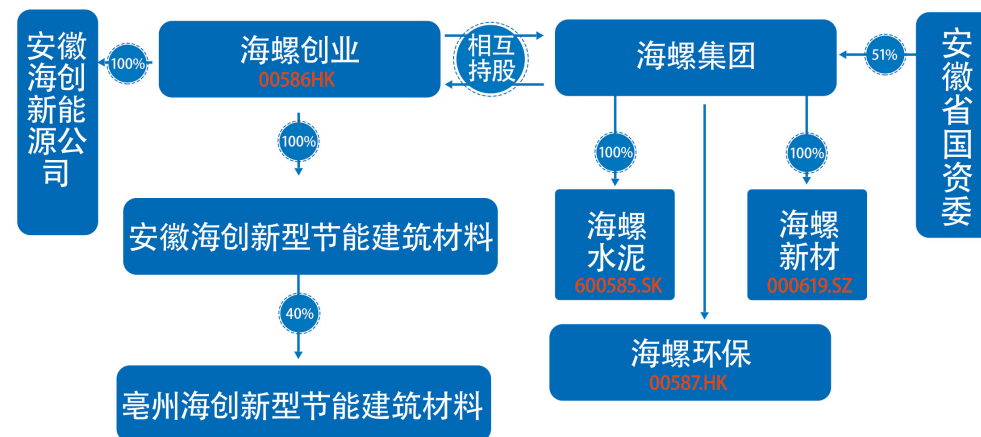 安徽
海创
新能
源公
司
100%
海螺创业
00586HK
相互
持股
海螺集团
51%
安徽省国资委
100%
100%
100%
安徽海创新型节能建筑材料
海螺
水泥
600585.SK
海螺
新材
000619.SZ
40%
海螺环保
00587.HK
亳州海创新型节能建筑材料